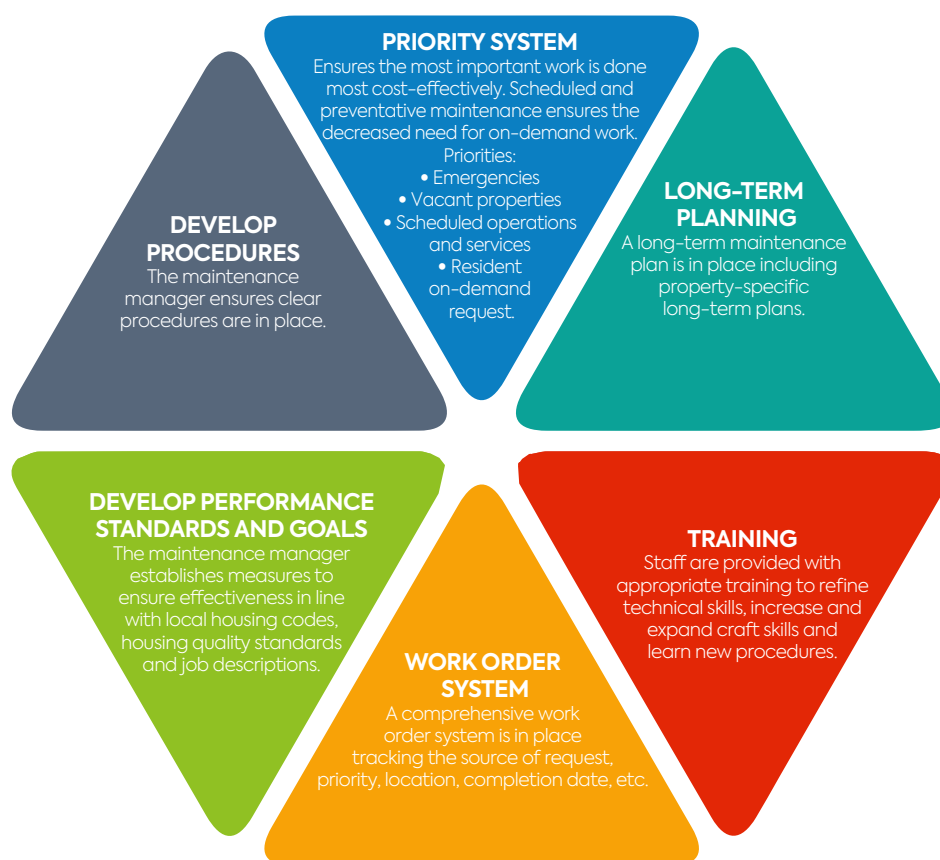 PRIORITY SYSTEM
Ensures the most important work is done
most cost-effectively. Scheduled and
preventative maintenance ensures the
decreased need for on-demand work.
Priorities:
• Emergencies
• Vacant properties
• Scheduled operations
and services
• Resident
on-demand
request.
LONG-TERM
PLANNING
A long-term maintenance
plan is in place including
property-specific
long-term plans.
DEVELOP
PROCEDURES
The maintenance
manager ensures clear
procedures are in place.
DEVELOP PERFORMANCE
STANDARDS AND GOALS
The maintenance manager
establishes measures to
ensure effectiveness in line
with local housing codes,
housing quality standards
and job descriptions.
TRAINING
Staff are provided with
appropriate training to refine
technical skills, increase and
expand craft skills and
learn new procedures.
WORK ORDER
SYSTEM
A comprehensive work
order system is in place
tracking the source of request,
priority, location, completion date, etc.